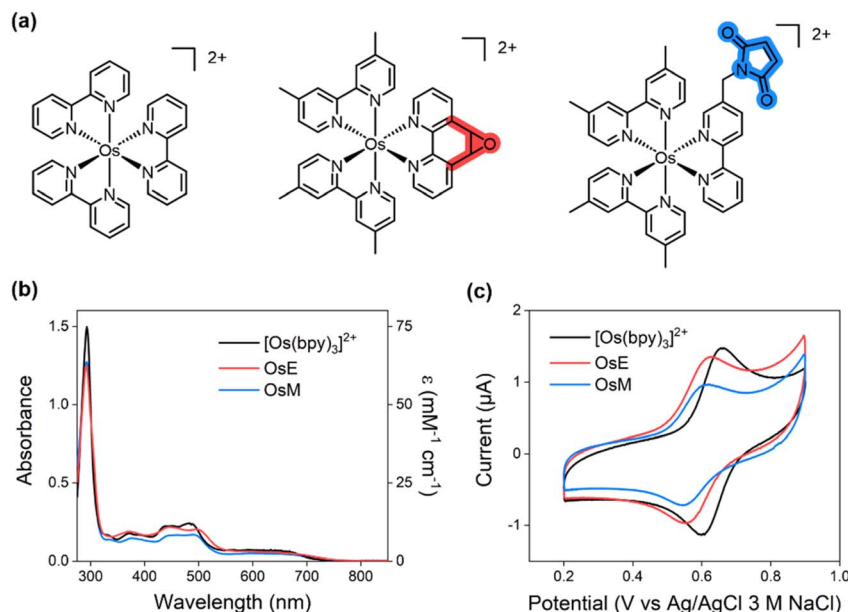 (a)
2+
2+
2+
N
N
N
N
N
N
Os
N
N
N
N
N
N
Os
O
O
N
O
N
N
N
N
N
N
Os
(b)
[Os(bpy)₃]²⁺
OsE
OsM
1.5
1.0
0.5
0.0
75
50
25
0
Absorbance
ε (mM⁻¹ cm⁻¹)
300 400 500 600 700 800
Wavelength (nm)
(c)
[Os(bpy)₃]²⁺
OsE
OsM
2
1
0
-1
Current (µA)
0.2 0.4 0.6 0.8 1.0
Potential (V vs Ag/AgCl 3 M NaCl)